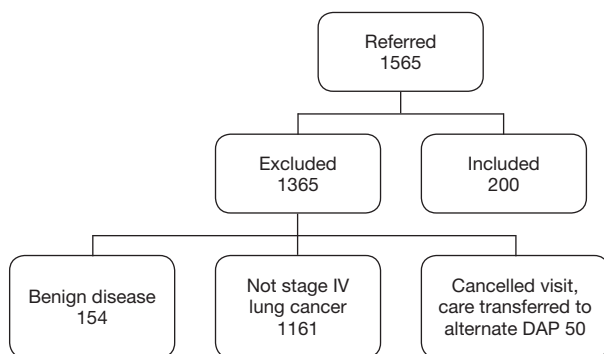 Referred
1565
Excluded
1365
Included
200
Benign disease
154
Not stage IV
lung cancer
1161
Cancelled visit,
care transferred to
alternate DAP 50